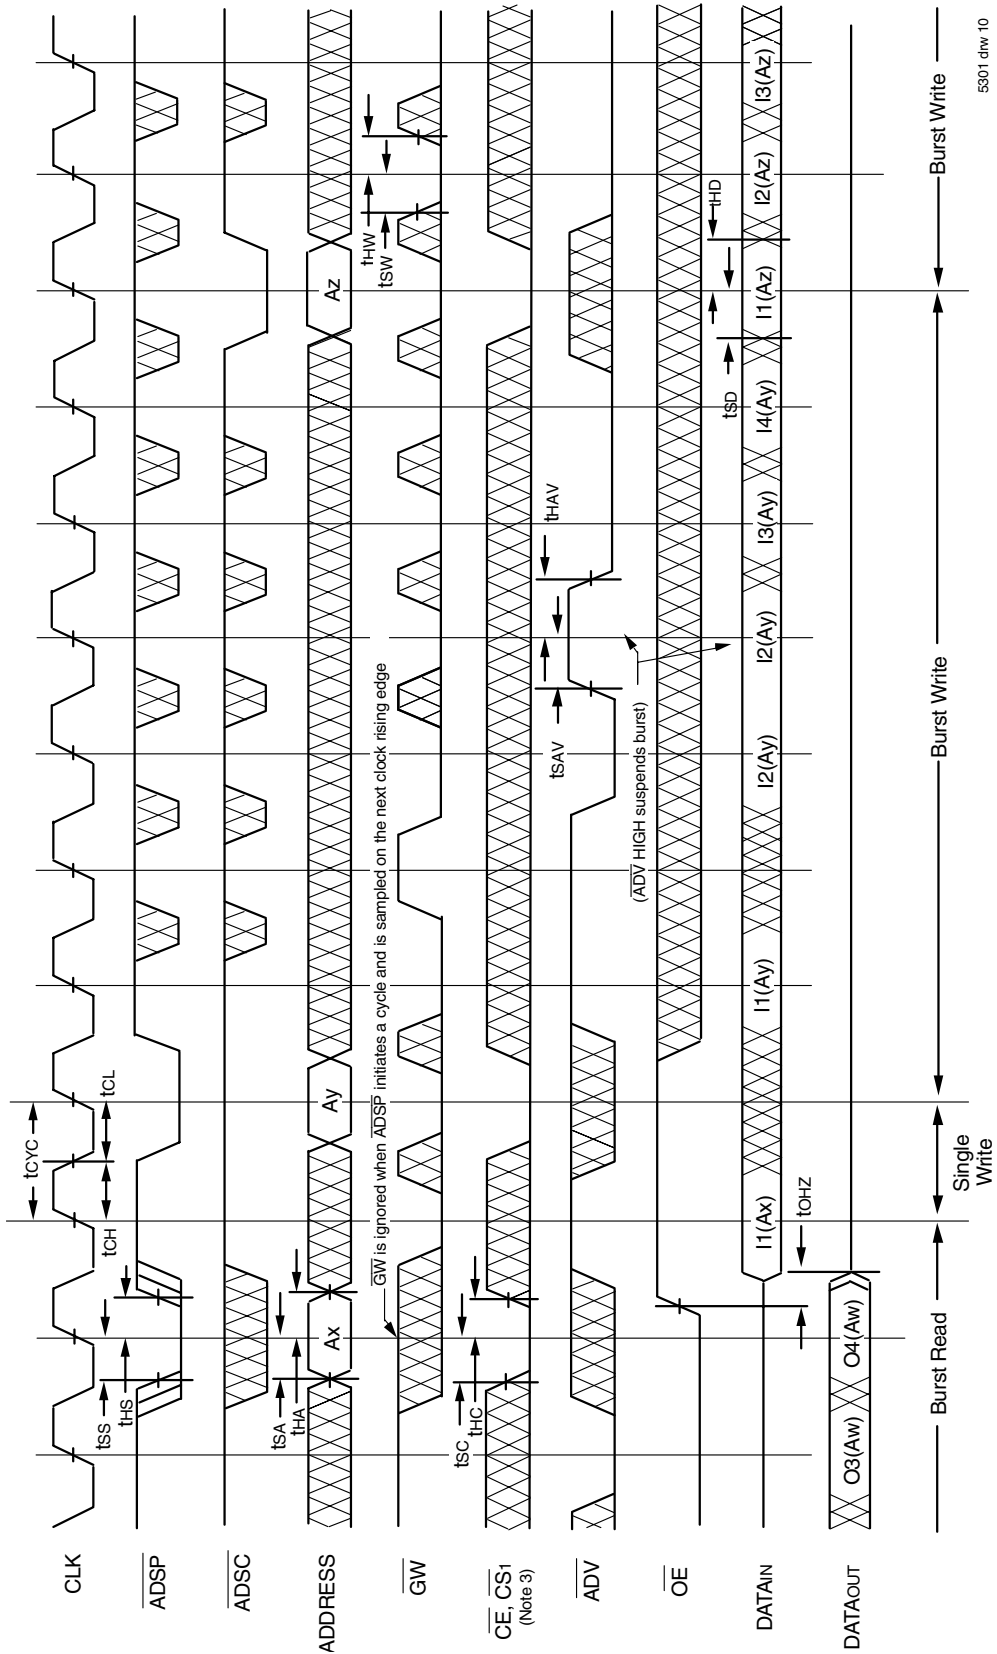 CLK
tCYC
tSS
tHS
tCH
tCL
ADSP
ADSC
ADDRESS
tSA
tHA
Ax
Ay
Az
GW
GW is ignored when ADSP initiates a cycle and is sampled on the next clock rising edge
tHW
tSW
CE, CS1
(Note 3)
tSC
tHC
ADV
tSAV
tHAV
(ADV HIGH suspends burst)
OE
tSD
tHD
DATAIN
I1(Ax)
I1(Ay)
I2(Ay)
I2(Ay)
I3(Ay)
I4(Ay)
I1(Az)
I2(Az)
I3(Az)
tOHZ
DATAOUT
O3(Aw)
O4(Aw)
Burst Read
Single
Write
Burst Write
Burst Write
5301 drw 10